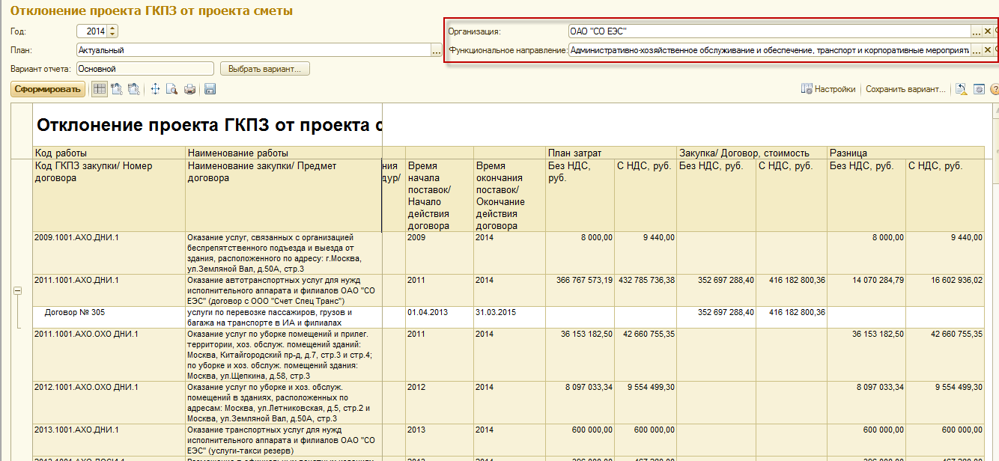 Отклонение проекта ГКПЗ от проекта сметы
Год: 2014
Организация: ОАО "СО ЕЭС"
План: Актуальный
Функциональное направление: Административно-хозяйственное обслуживание и обеспечение, транспорт и корпоративные мероприят
Вариант отчета: Основной Выбрать вариант...
Сформировать Настройки Сохранить вариант...
Отклонение проекта ГКПЗ от проекта с
Код работы Наименование работы План затрат Закупка/ Договор, стоимость Разница
Код ГКПЗ закупки/ Номер
договора
Наименование закупки/ Предмет
договора
ния
дур/
Время
начала
поставок/
Начало
действия
договора
Время
окончания
поставок/
Окончание
действия
договора
Без НДС,
руб.
С НДС, руб.
Без НДС, руб.
С НДС, руб.
Без НДС, руб.
С НДС, руб.
2009.1001.АХО.ДНИ.1
Оказание услуг, связанных с организацией
беспрепятственного подъезда и выезда от
здания, расположенного по адресу: г.Москва,
ул.Земляной Вал, д.50А, стр.3
2009 2014 8 000,00 9 440,00 8 000,00 9 440,00
2011.1001.АХО.ДНИ.1
Оказание автотранспортных услуг для нужд
исполнительного аппарата и филиалов ОАО "СО
ЕЭС" (договор с ООО "Счет Спец Транс")
2011 2014 366 767 573,19 432 785 736,38 352 697 288,40 416 182 800,36 14 070 284,79 16 602 936,02
Договор № 305
услуги по перевозке пассажиров, грузов и
багажа на транспорте в ИА и филиалах
01.04.2013 31.03.2015 352 697 288,40 416 182 800,36
2011.1001.АХО.ОХО ДНИ.1
Оказание услуг по уборке помещений и прилег.
территории, хоз. обслуж. помещений зданий:
Москва, Китайгородский пр-д, д.7, стр.3 и стр.4;
по уборке и хоз. обслуж. помещений здания:
Москва, ул.Щепкина, д.58, стр.3
2011 2014 36 153 182,50 42 660 755,35 36 153 182,50 42 660 755,35
2012.1001.АХО.ОХО ДНИ.1
Оказание услуг по уборке и хоз. обслуж.
помещений в зданиях, расположенных по
адресам: Москва, ул.Летниковская, д.5, стр.2 и
Москва, ул.Земляной Вал, д.50А, стр.3
2012 2014 8 097 033,34 9 554 499,30 8 097 033,34 9 554 499,30
2013.1001.АХО.ДНИ.1
Оказание транспортных услуг для нужд
исполнительного аппарата и филиалов ОАО "СО
ЕЭС" (услуги-такси резерв)
2013 2014 600 000,00 600 000,00 600 000,00 600 000,00